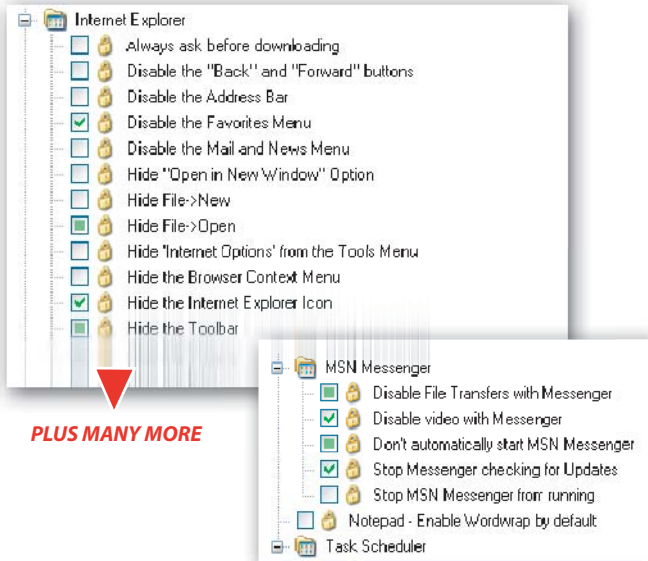 Internet Explorer
Always ask before downloading
Disable the "Back" and "Forward" buttons
Disable the Address Bar
Disable the Favorites Menu
Disable the Mail and News Menu
Hide "Open in New Window" Option
Hide File->New
Hide File->Open
Hide 'Internet Options' from the Tools Menu
Hide the Browser Context Menu
Hide the Internet Explorer Icon
Hide the Toolbar
PLUS MANY MORE
MSN Messenger
Disable File Transfers with Messenger
Disable video with Messenger
Don't automatically start MSN Messenger
Stop Messenger checking for Updates
Stop MSN Messenger from running
Notepad - Enable Wordwrap by default
Task Scheduler